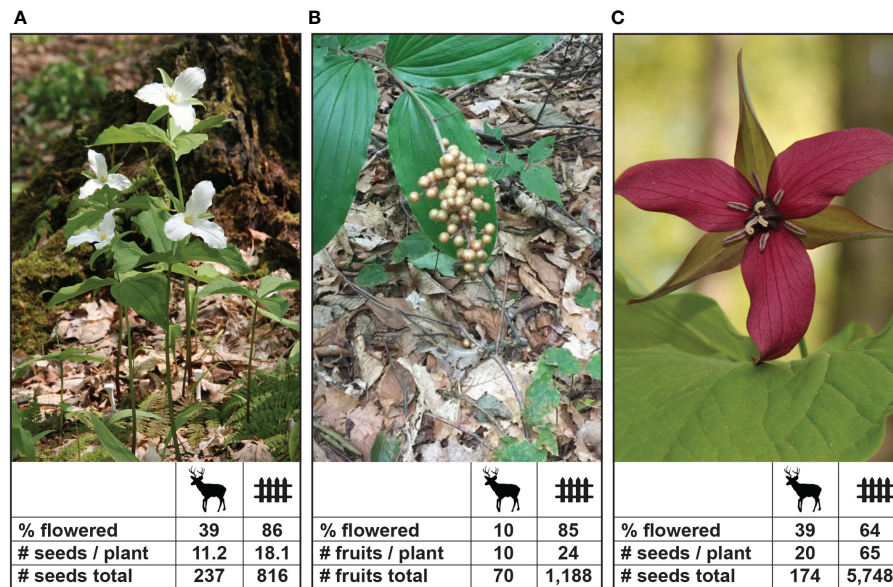 A
B
C
% flowered 39 86
# seeds / plant 11.2 18.1
# seeds total 237 816
% flowered 10 85
# fruits / plant 10 24
# fruits total 70 1,188
% flowered 39 64
# seeds / plant 20 65
# seeds total 174 5,748